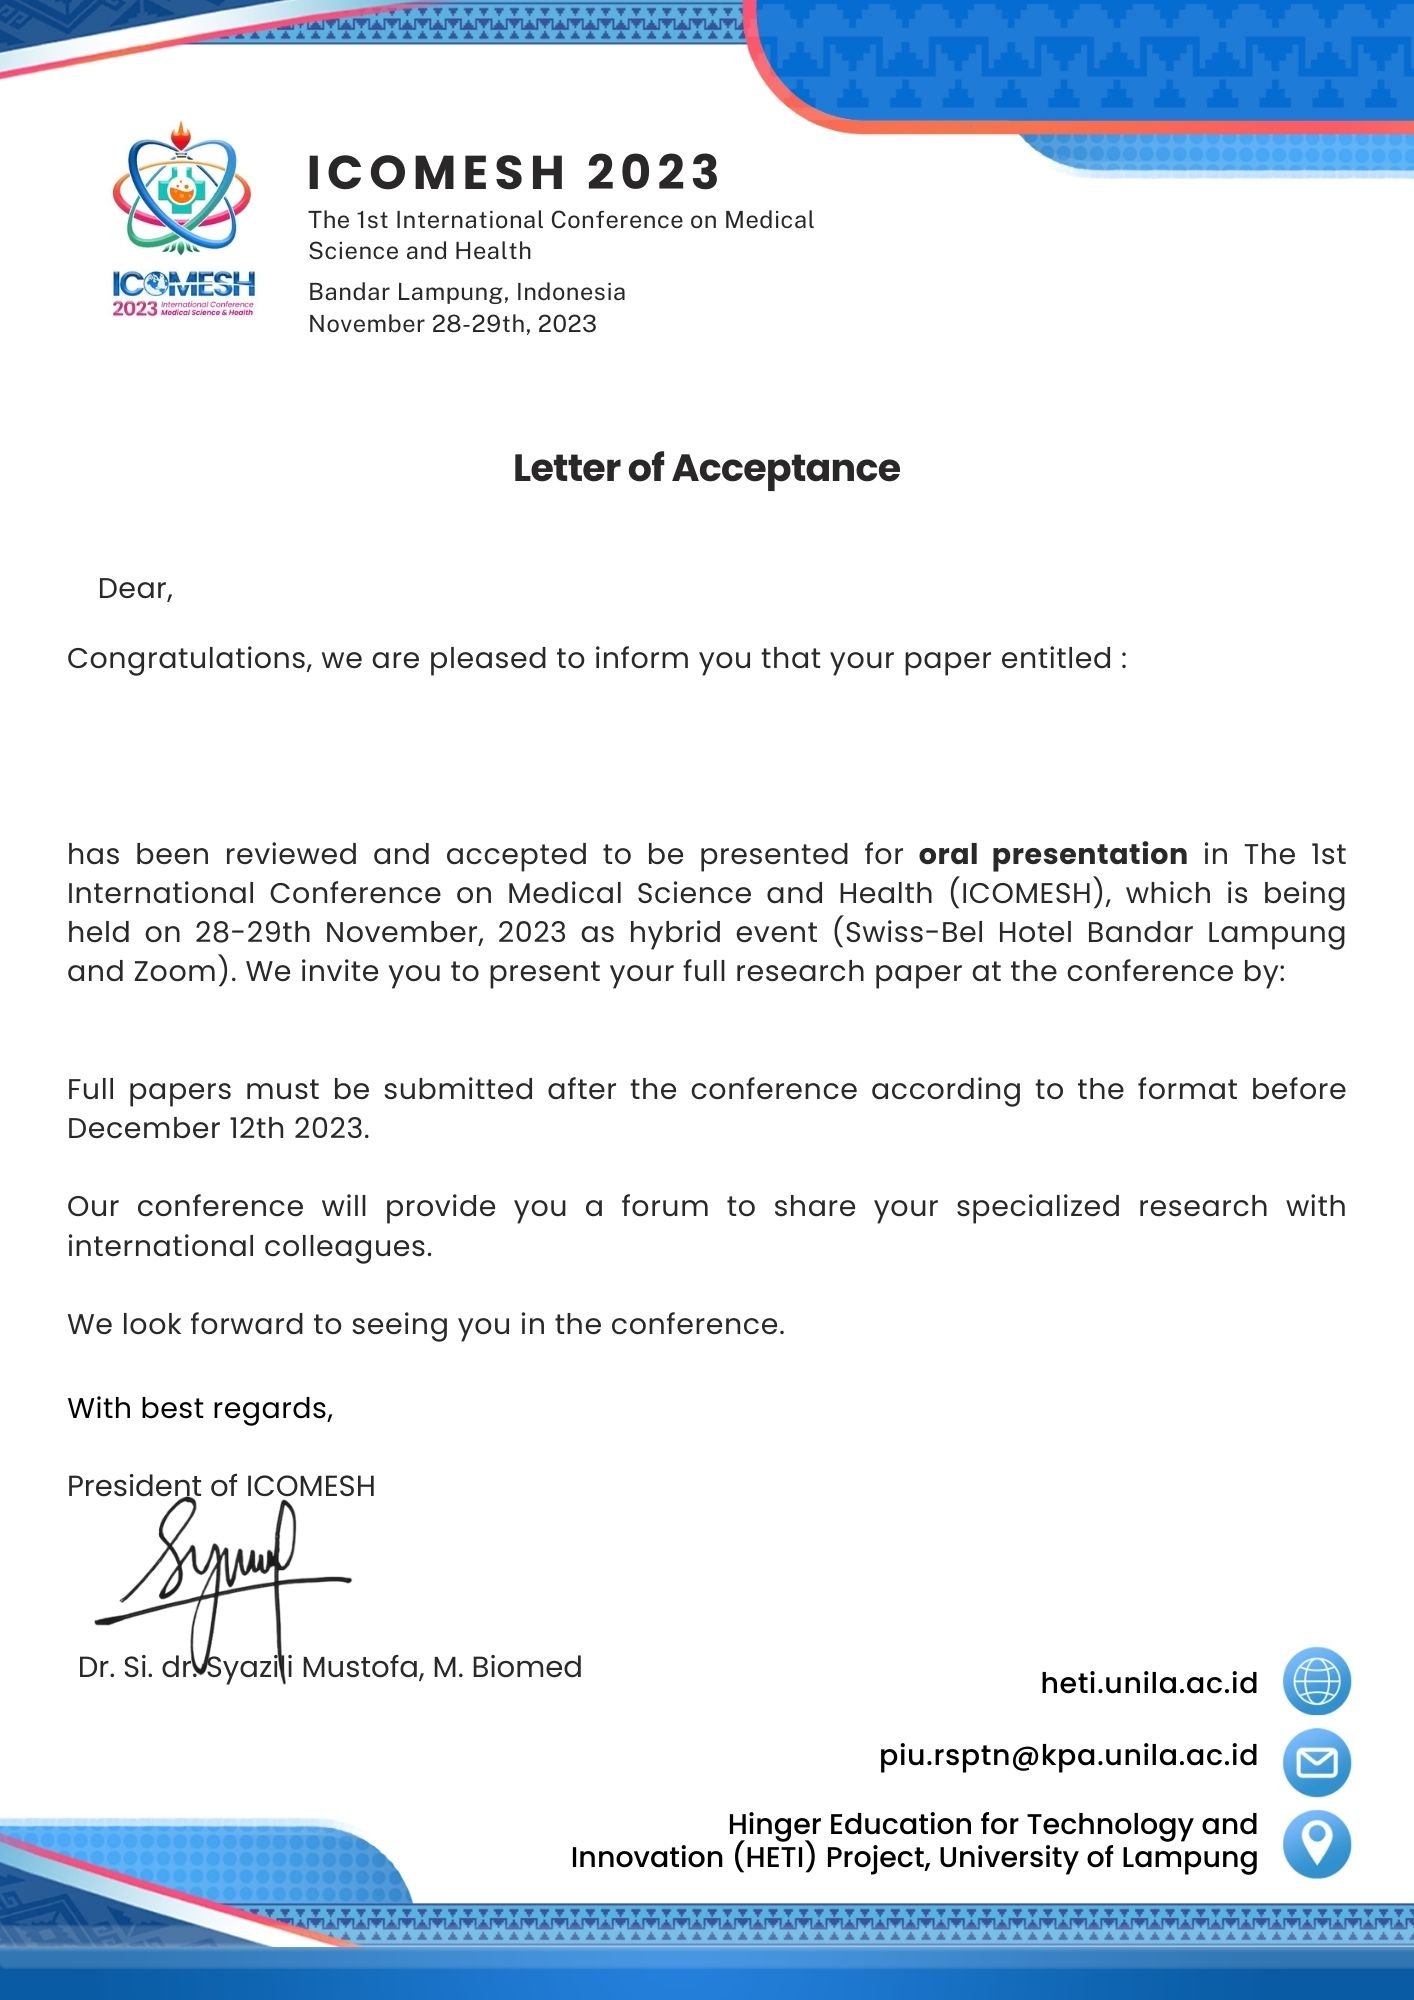 ICOMESH 2023
The 1st International Conference on Medical
Science and Health
Bandar Lampung, Indonesia
November 28-29th, 2023
ICOMESH
2023 International Conference
Medical Science & Health
Letter of Acceptance
Dear,
Congratulations, we are pleased to inform you that your paper entitled :
has been reviewed and accepted to be presented for oral presentation in The 1st
International Conference on Medical Science and Health (ICOMESH), which is being
held on 28-29th November, 2023 as hybrid event (Swiss-Bel Hotel Bandar Lampung
and Zoom). We invite you to present your full research paper at the conference by:
Full papers must be submitted after the conference according to the format before
December 12th 2023.
Our conference will provide you a forum to share your specialized research with
international colleagues.
We look forward to seeing you in the conference.
With best regards,
President of ICOMESH
Dr. Si. dr. Syazili Mustofa, M. Biomed
heti.unila.ac.id
piu.rsptn@kpa.unila.ac.id
Hinger Education for Technology and
Innovation (HETI) Project, University of Lampung